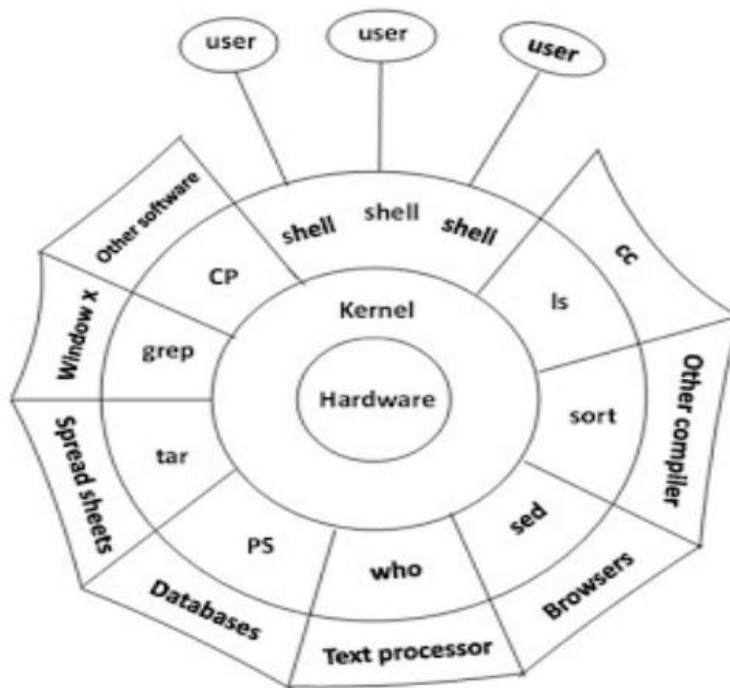 user
user
user
Other software
shell
shell
shell
cc
CP
ls
Kernel
Window x
grep
Hardware
Other compiler
sort
Spread sheets
tar
PS
who
sed
Browsers
Databases
Text processor